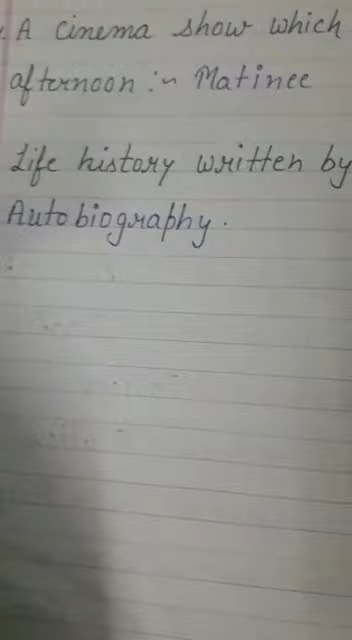 A cinema show which
afternoon :~ Matinee
Life history written by
Autobiography.